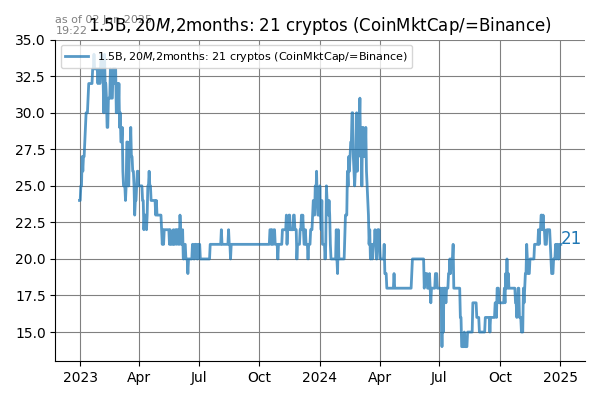 as of 02 Jan 2025
19:22
1.5B, 20M, 2months: 21 cryptos (CoinMktCap/=Binance)
1.5B, 20M, 2months: 21 cryptos (CoinMktCap/=Binance)
35.0
32.5
30.0
27.5
25.0
22.5
20.0
17.5
15.0
21
2023 Apr Jul Oct 2024 Apr Jul Oct 2025